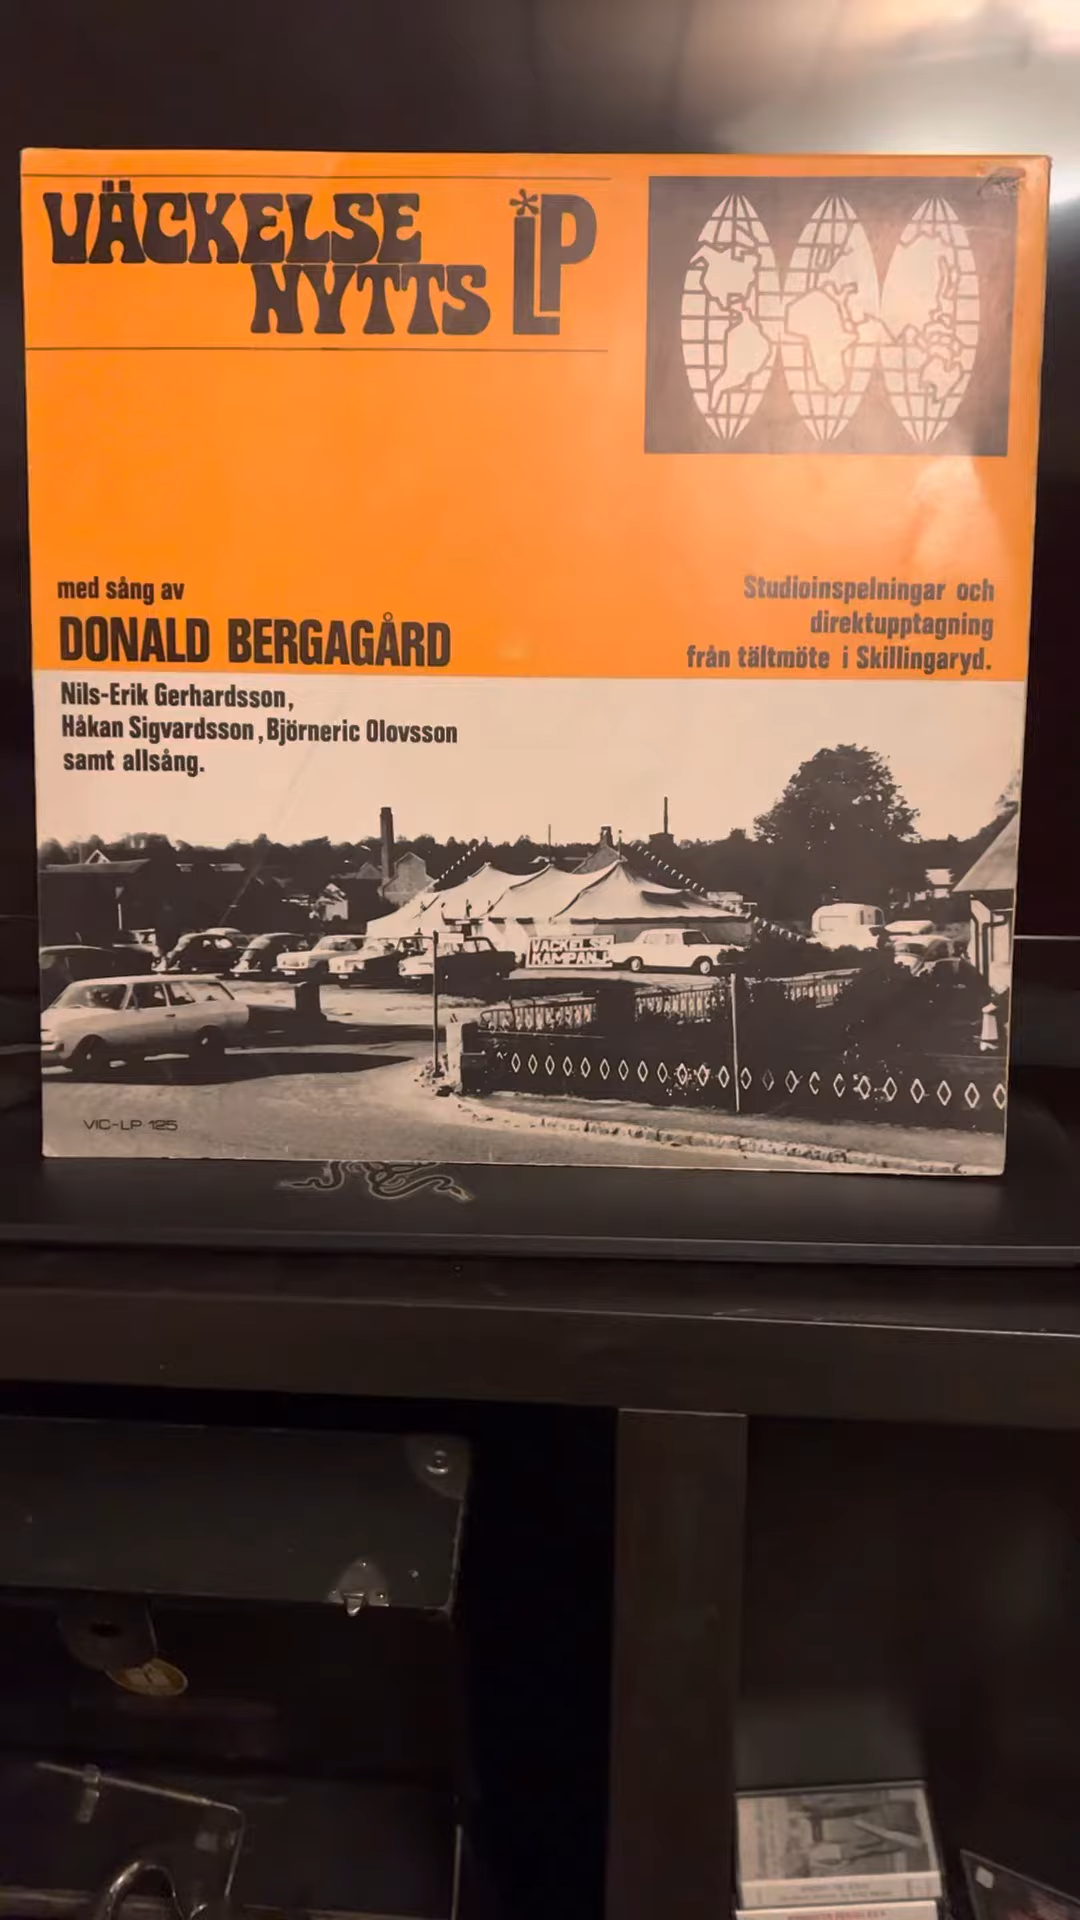 VÄCKELSE
NYTTS LP
med sång av
DONALD BERGAGÅRD
Studioinspelningar och
direktupptagning
från tältmöte i Skillingaryd.
Nils-Erik Gerhardsson,
Håkan Sigvardsson, Björneric Olovsson
samt allsång.
VÄCKELSE
KAMPANJ
VIC-LP 125